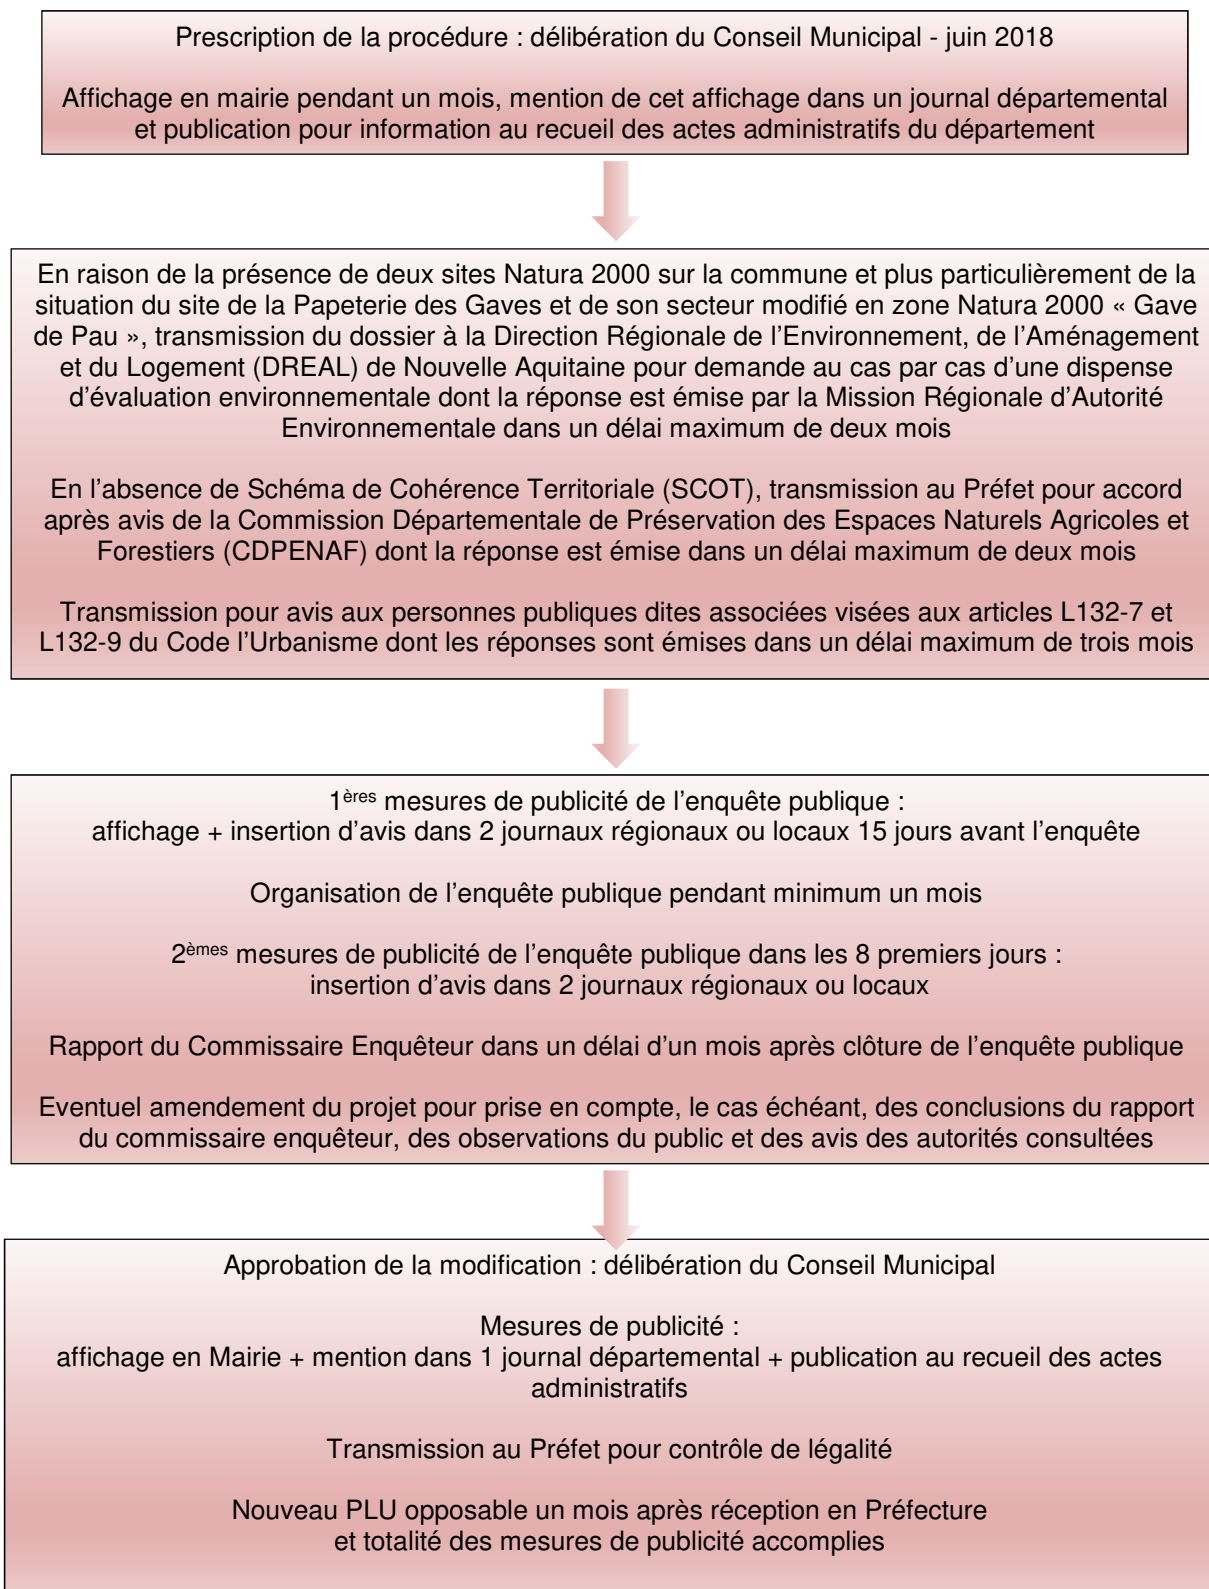 Prescription de la procédure : délibération du Conseil Municipal - juin 2018
Affichage en mairie pendant un mois, mention de cet affichage dans un journal départemental
et publication pour information au recueil des actes administratifs du département
En raison de la présence de deux sites Natura 2000 sur la commune et plus particulièrement de la
situation du site de la Papeterie des Gaves et de son secteur modifié en zone Natura 2000 « Gave
de Pau », transmission du dossier à la Direction Régionale de l’Environnement, de l’Aménagement
et du Logement (DREAL) de Nouvelle Aquitaine pour demande au cas par cas d’une dispense
d’évaluation environnementale dont la réponse est émise par la Mission Régionale d’Autorité
Environnementale dans un délai maximum de deux mois
En l’absence de Schéma de Cohérence Territoriale (SCOT), transmission au Préfet pour accord
après avis de la Commission Départementale de Préservation des Espaces Naturels Agricoles et
Forestiers (CDPENAF) dont la réponse est émise dans un délai maximum de deux mois
Transmission pour avis aux personnes publiques dites associées visées aux articles L132-7 et
L132-9 du Code l’Urbanisme dont les réponses sont émises dans un délai maximum de trois mois
1ères mesures de publicité de l’enquête publique :
affichage + insertion d’avis dans 2 journaux régionaux ou locaux 15 jours avant l’enquête
Organisation de l’enquête publique pendant minimum un mois
2èmes mesures de publicité de l’enquête publique dans les 8 premiers jours :
insertion d’avis dans 2 journaux régionaux ou locaux
Rapport du Commissaire Enquêteur dans un délai d’un mois après clôture de l’enquête publique
Eventuel amendement du projet pour prise en compte, le cas échéant, des conclusions du rapport
du commissaire enquêteur, des observations du public et des avis des autorités consultées
Approbation de la modification : délibération du Conseil Municipal
Mesures de publicité :
affichage en Mairie + mention dans 1 journal départemental + publication au recueil des actes
administratifs
Transmission au Préfet pour contrôle de légalité
Nouveau PLU opposable un mois après réception en Préfecture
et totalité des mesures de publicité accomplies